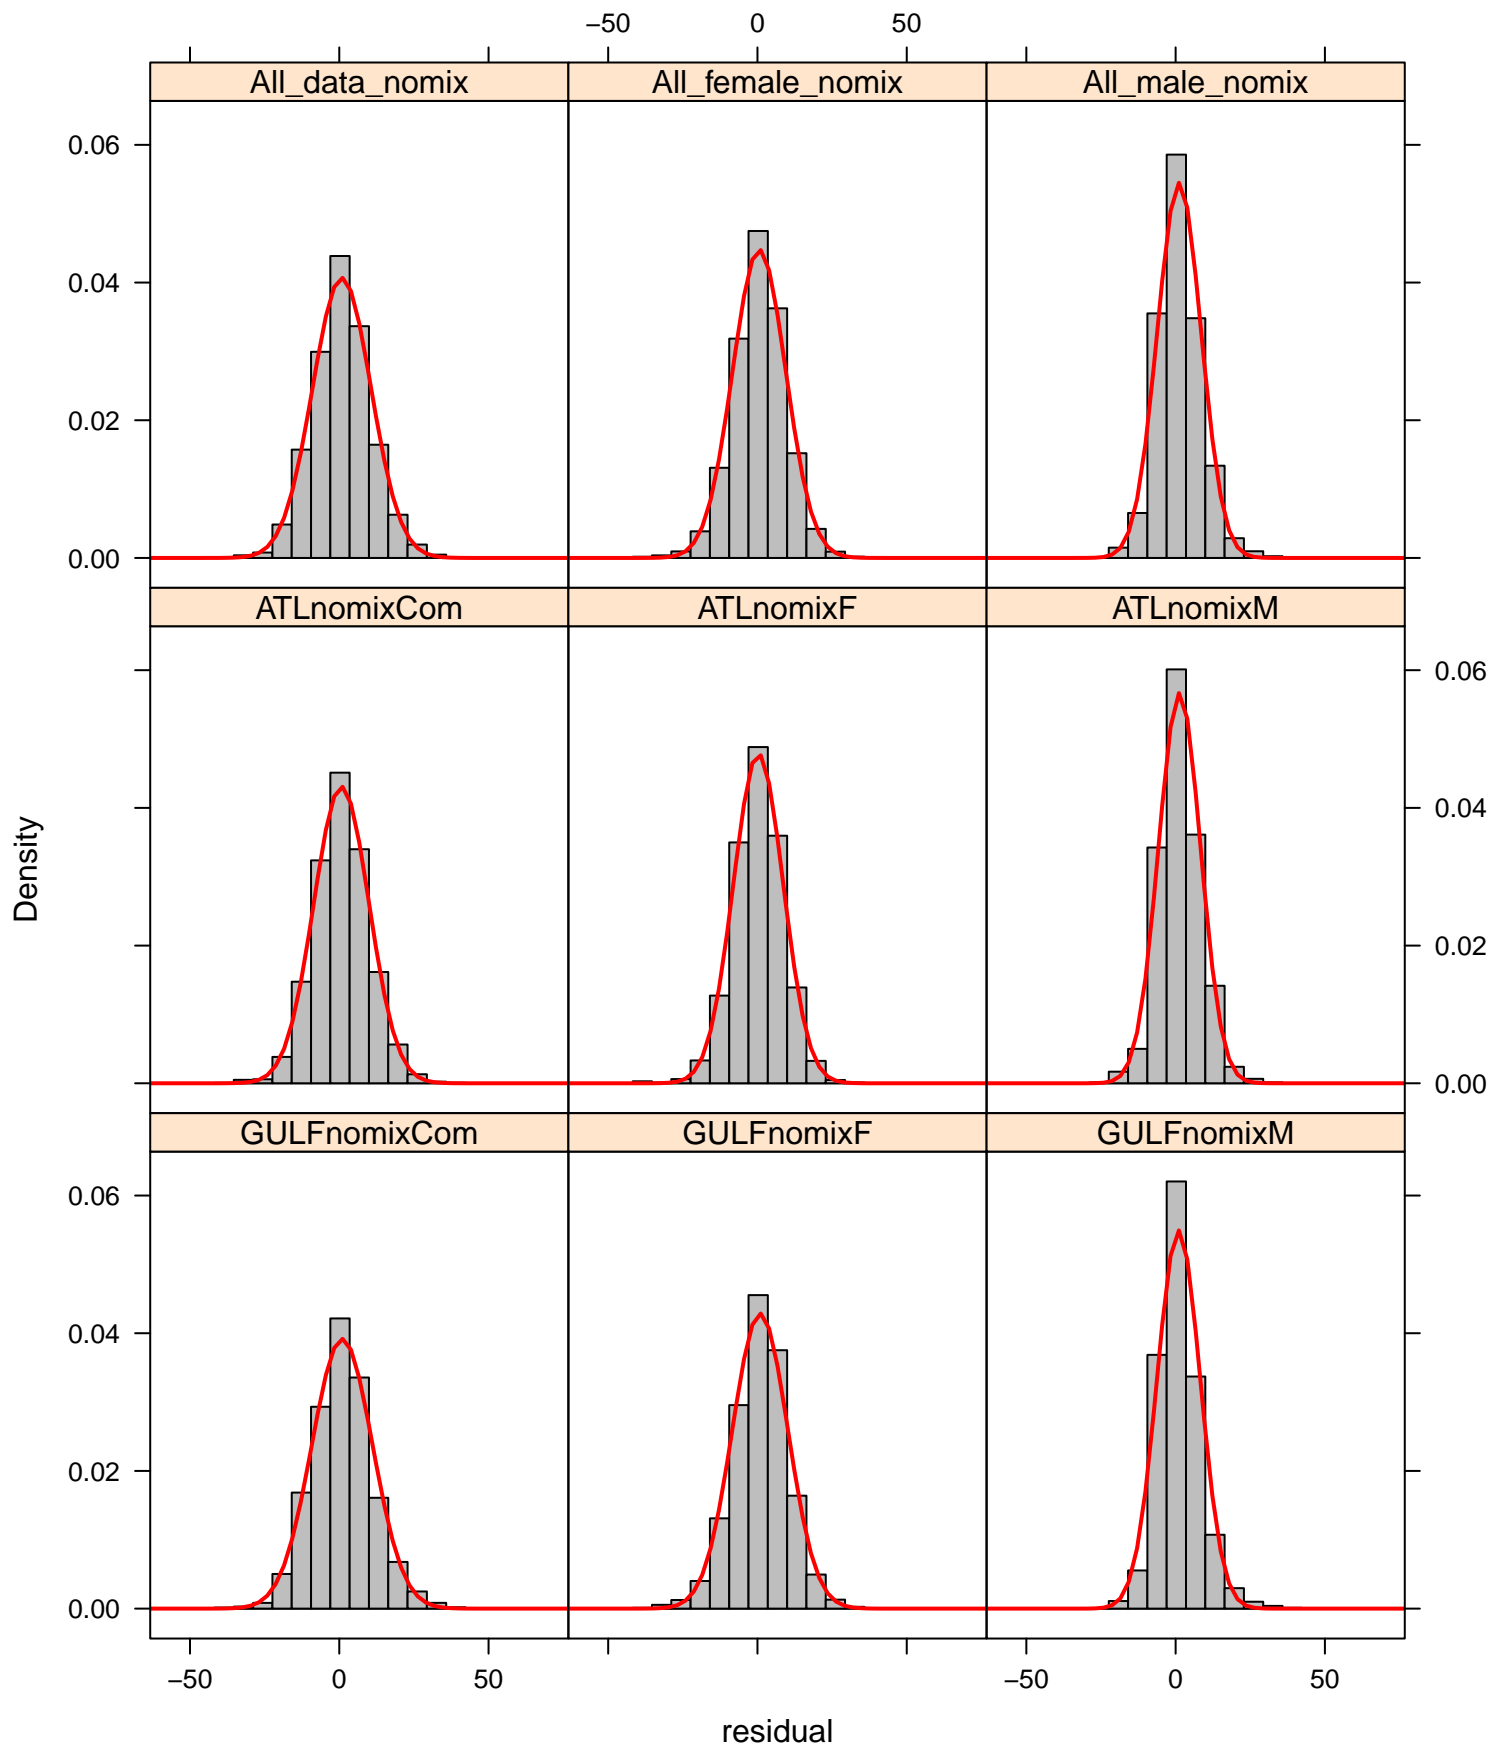 −50 0 50
All_data_nomix All_female_nomix All_male_nomix
0.06
0.04
0.02
0.00
ATLnomixCom ATLnomixF ATLnomixM
0.06
0.04
0.02
0.00
Density
GULFnomixCom GULFnomixF GULFnomixM
0.06
0.04
0.02
0.00
−50 0 50 −50 0 50
residual